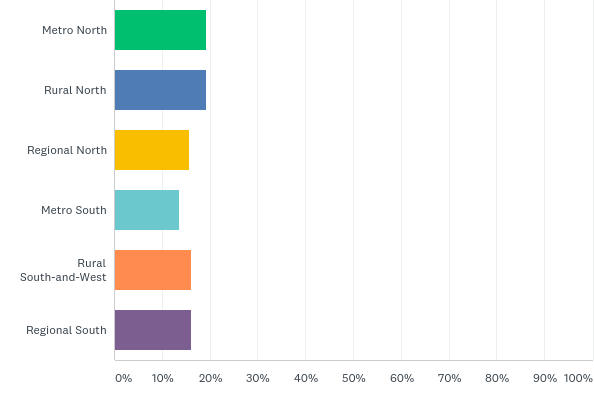 Metro North
Rural North
Regional North
Metro South
Rural
South-and-West
Regional South
0% 10% 20% 30% 40% 50% 60% 70% 80% 90% 100%